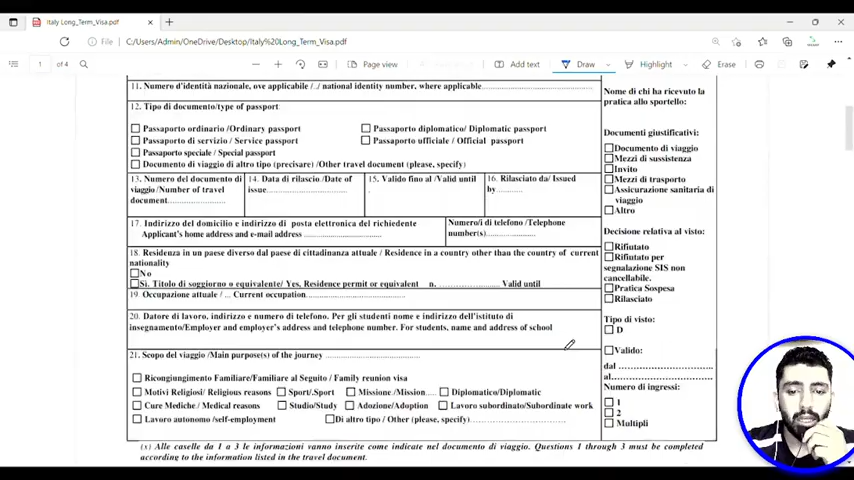 Italy Long_Term_Visa.pdf
File
C:/Users/Admin/OneDrive/Desktop/Italy%20Long_Term_Visa.pdf
1 of 4
Page view
Add text
Draw
Highlight
Erase
11. Numero d'identità nazionale, ove applicabile /../ national identity number, where applicable
12. Tipo di documento/type of passport:
Passaporto ordinario /Ordinary passport
Passaporto diplomatico/ Diplomatic passport
Passaporto di servizio / Service passport
Passaporto ufficiale / Official passport
Passaporto speciale / Special passport
Documento di viaggio di altro tipo (precisare) /Other travel document (please, specify)
13. Numero del documento di viaggio /Number of travel document
14. Data di rilascio /Date of issue
15. Valido fino al /Valid until
16. Rilasciato da/ Issued by
17. Indirizzo del domicilio e indirizzo di posta elettronica del richiedente
Applicant's home address and e-mail address
Numero/i di telefono /Telephone number(s)
18. Residenza in un paese diverso dal paese di cittadinanza attuale / Residence in a country other than the country of current
nationality
No
Sì. Titolo di soggiorno o equivalente/ Yes, Residence permit or equivalent n. Valid until
19. Occupazione attuale / ... Current occupation
20. Datore di lavoro, indirizzo e numero di telefono. Per gli studenti nome e indirizzo dell'istituto di
insegnamento/Employer and employer's address and telephone number. For students, name and address of school
21. Scopo del viaggio /Main purpose(s) of the journey
Ricongiungimento Familiare/Familiare al Seguito / Family reunion visa
Motivi Religiosi/ Religious reasons
Sport/.Sport
Missione./Mission
Diplomatico/Diplomatic
Cure Mediche / Medical reasons
Studio/Study
Adozione/Adoption
Lavoro subordinato/Subordinate work
Lavoro autonomo /self-employment
Di altro tipo / Other (please, specify)
(x) Alle caselle da 1 a 3 le informazioni vanno inserite come indicate nel documento di viaggio. Questions 1 through 3 must be completed
according to the information listed in the travel document.
Nome di chi ha ricevuto la
pratica allo sportello:
Documenti giustificativi:
Documento di viaggio
Mezzi di sussistenza
Invito
Mezzi di trasporto
Assicurazione sanitaria di
viaggio
Altro
Decisione relativa al visto:
Rifiutato
Rifiutato per
segnalazione SIS non
cancellabile.
Pratica Sospesa
Rilasciato
Tipo di visto:
D
Valido:
dal
al
Numero di ingressi:
1
2
Multipli